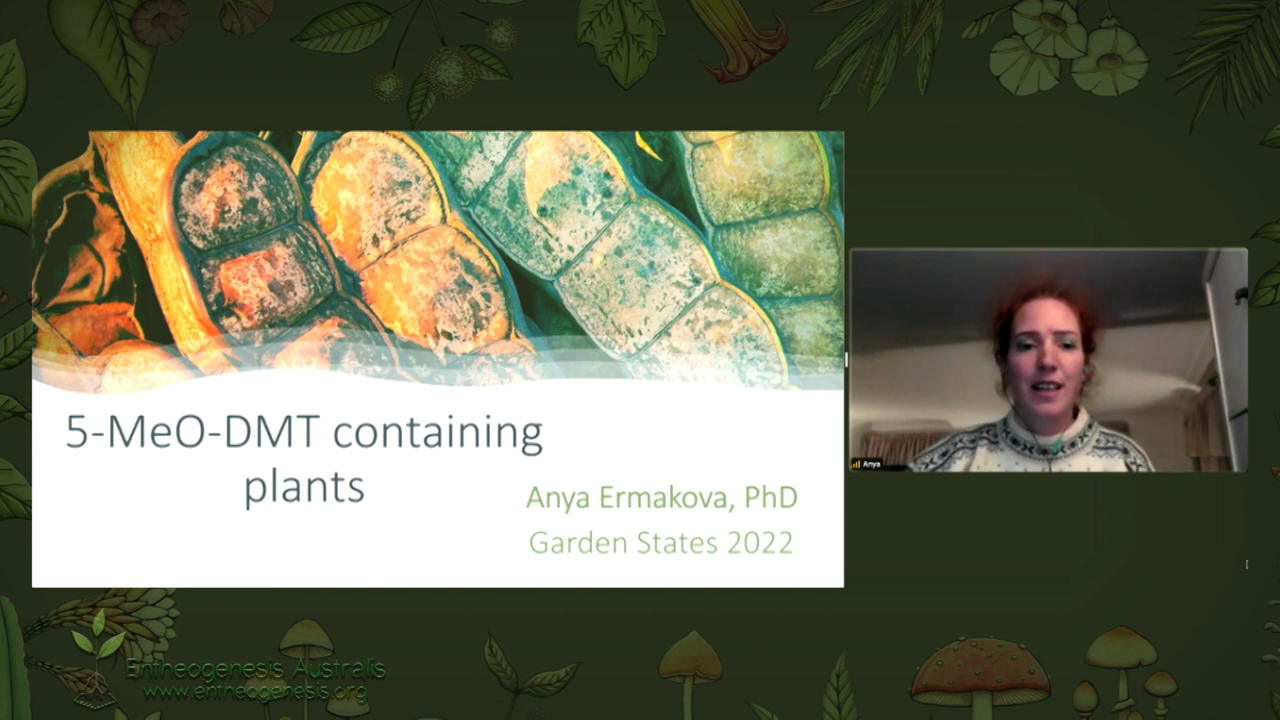 5-MeO-DMT containing
plants
Anya Ermakova, PhD
Garden States 2022
Anya
Entheogenesis Australis
www.entheogenesis.org